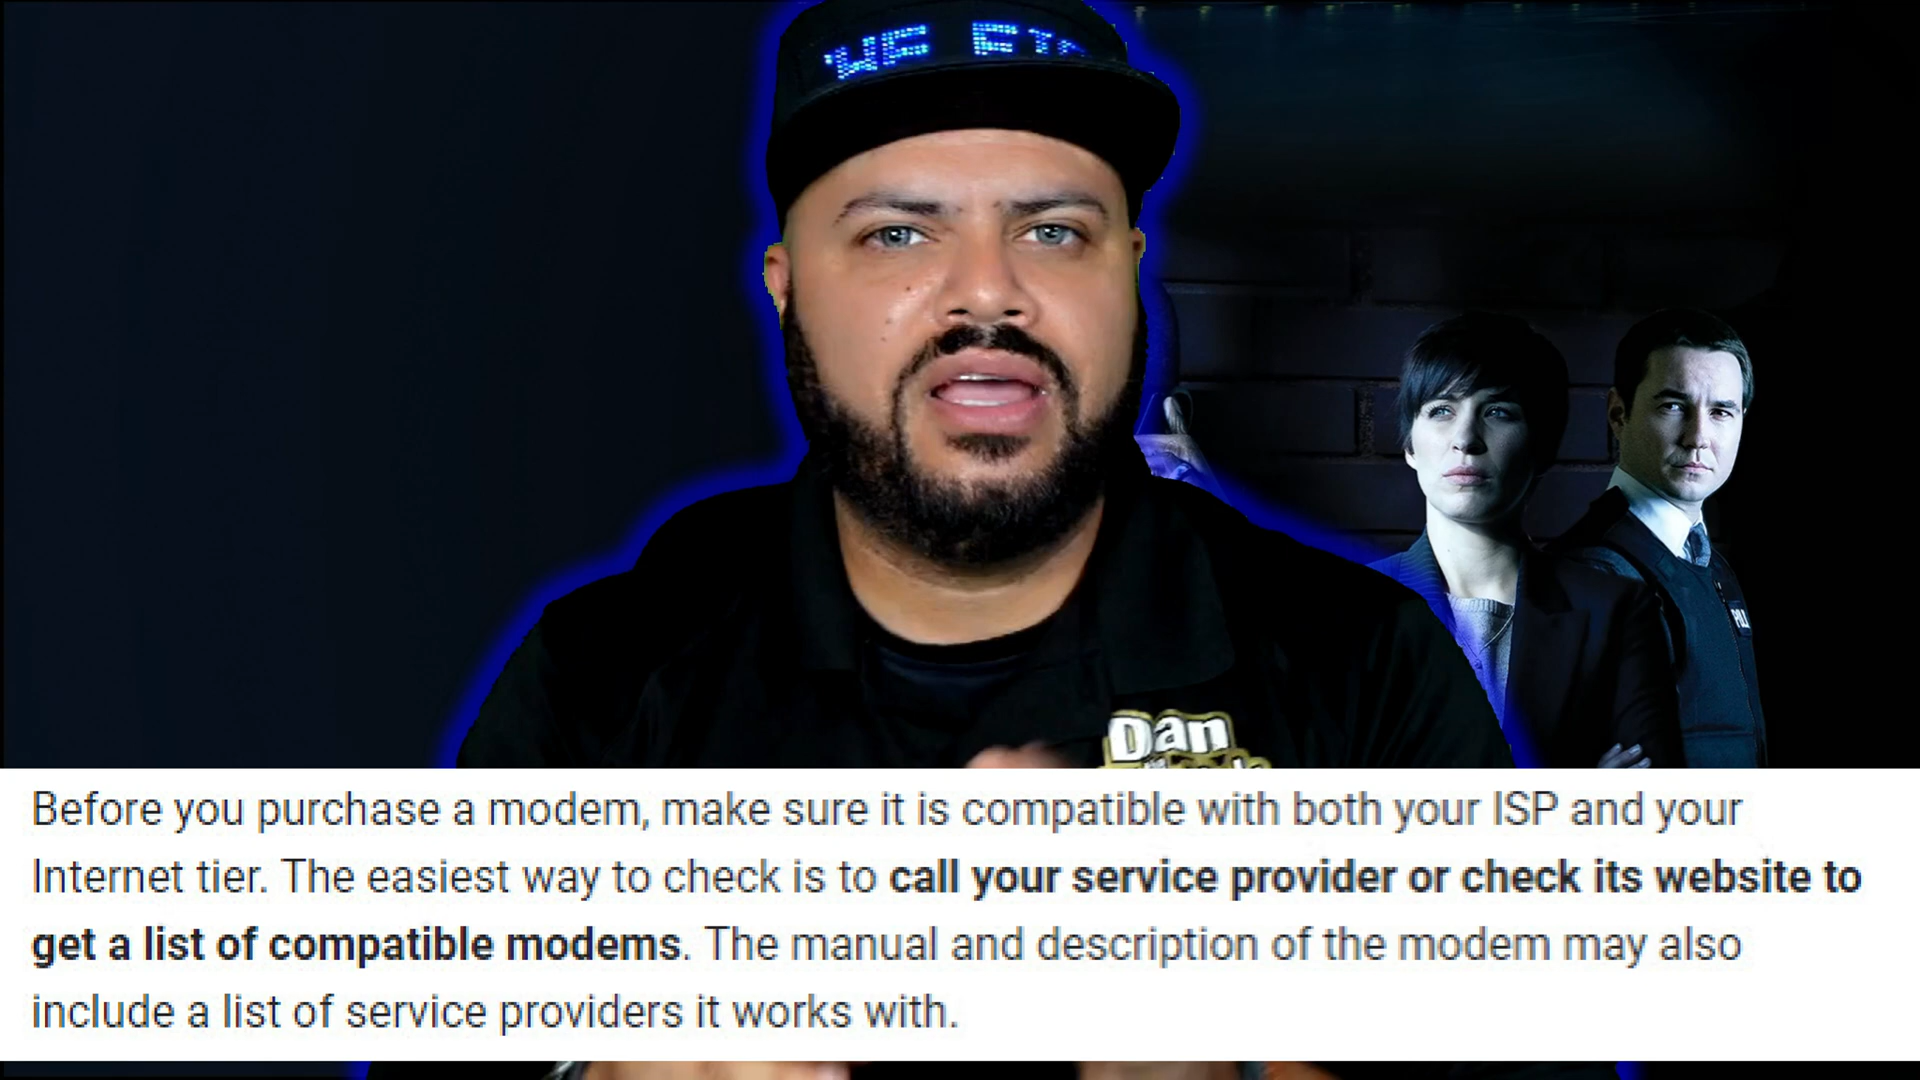 WE
Dan
Before you purchase a modem, make sure it is compatible with both your ISP and your
Internet tier. The easiest way to check is to call your service provider or check its website to
get a list of compatible modems. The manual and description of the modem may also
include a list of service providers it works with.